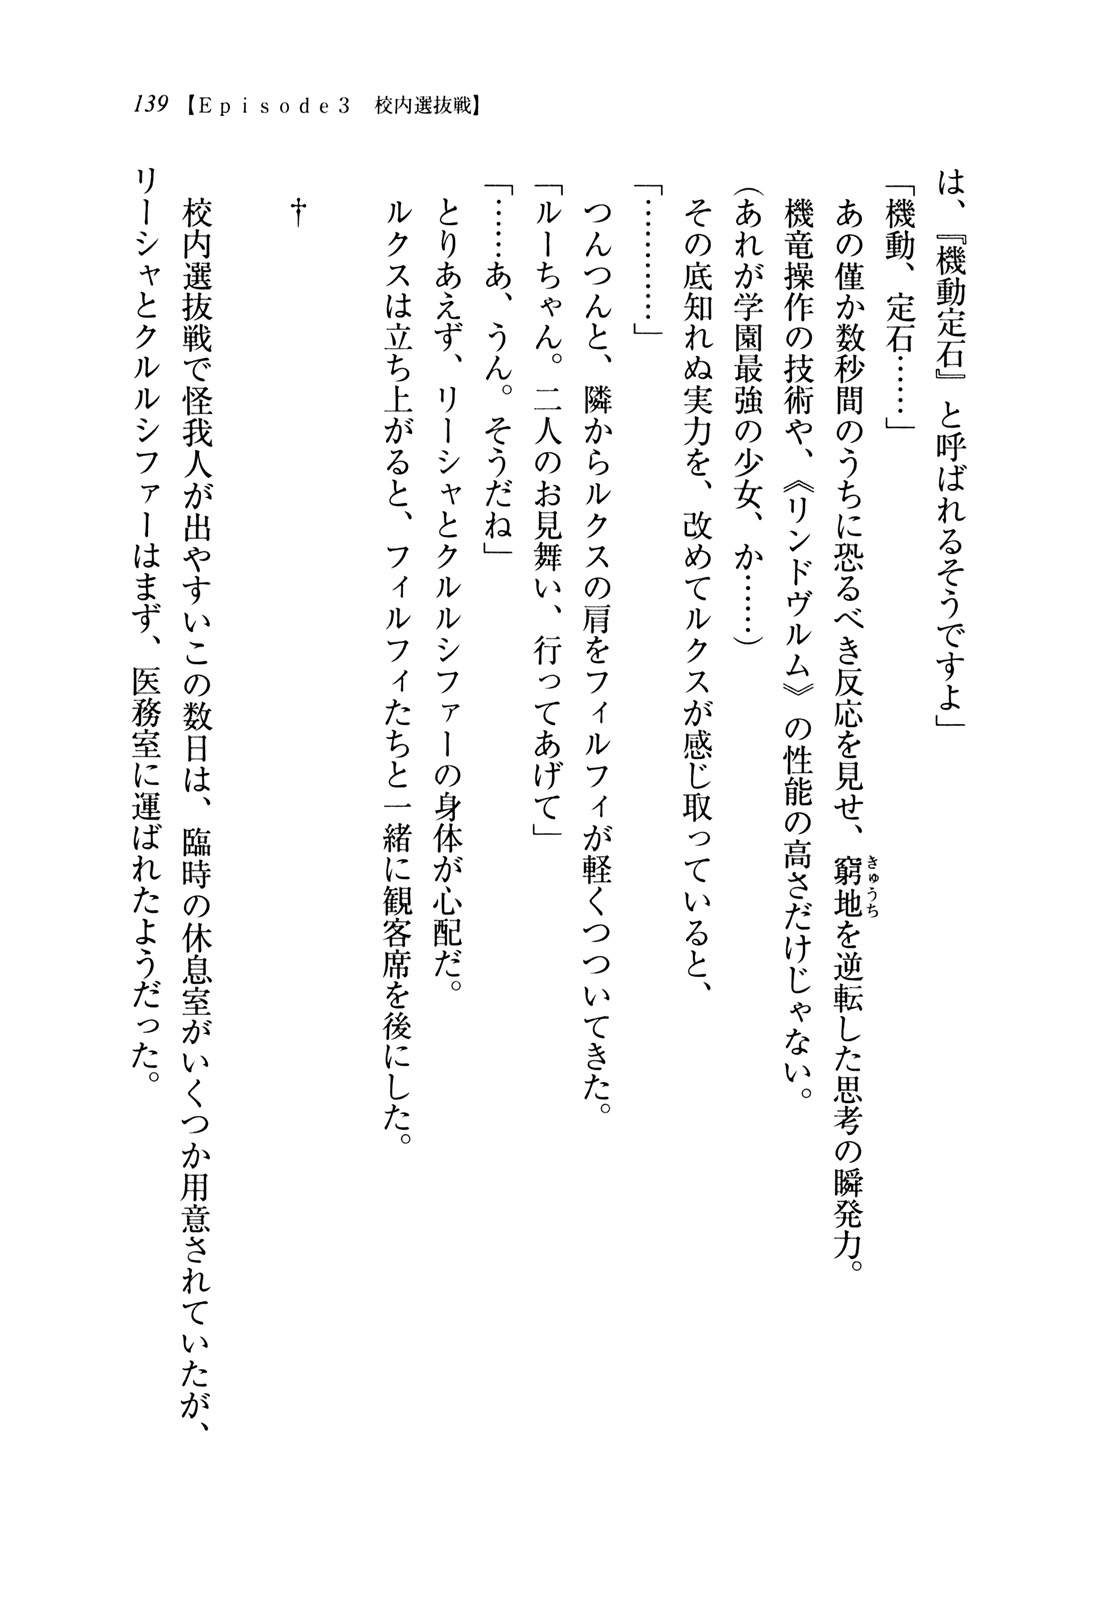 139 【Ｅｐｉｓｏｄｅ３　校内選抜戦】
は、『機動定石』と呼ばれるそうですよ」
「機動、定石……」
　あの僅か数秒間のうちに恐るべき反応を見せ、窮地（きゅうち）を逆転した思考の瞬発力。
　機竜操作の技術や、《リンドヴルム》の性能の高さだけじゃない。
（あれが学園最強の少女、か……）
　その底知れぬ実力を、改めてルクスが感じ取っていると、
「…………」
　つんつんと、隣からルクスの肩をフィルフィが軽くつついてきた。
「ルーちゃん。二人のお見舞い、行ってあげて」
「……あ、うん。そうだね」
　とりあえず、リーシャとクルルシファーの身体が心配だ。
　ルクスは立ち上がると、フィルフィたちと一緒に観客席を後にした。
†
　校内選抜戦で怪我人が出やすいこの数日は、臨時の休息室がいくつか用意されていたが、
リーシャとクルルシファーはまず、医務室に運ばれたようだった。